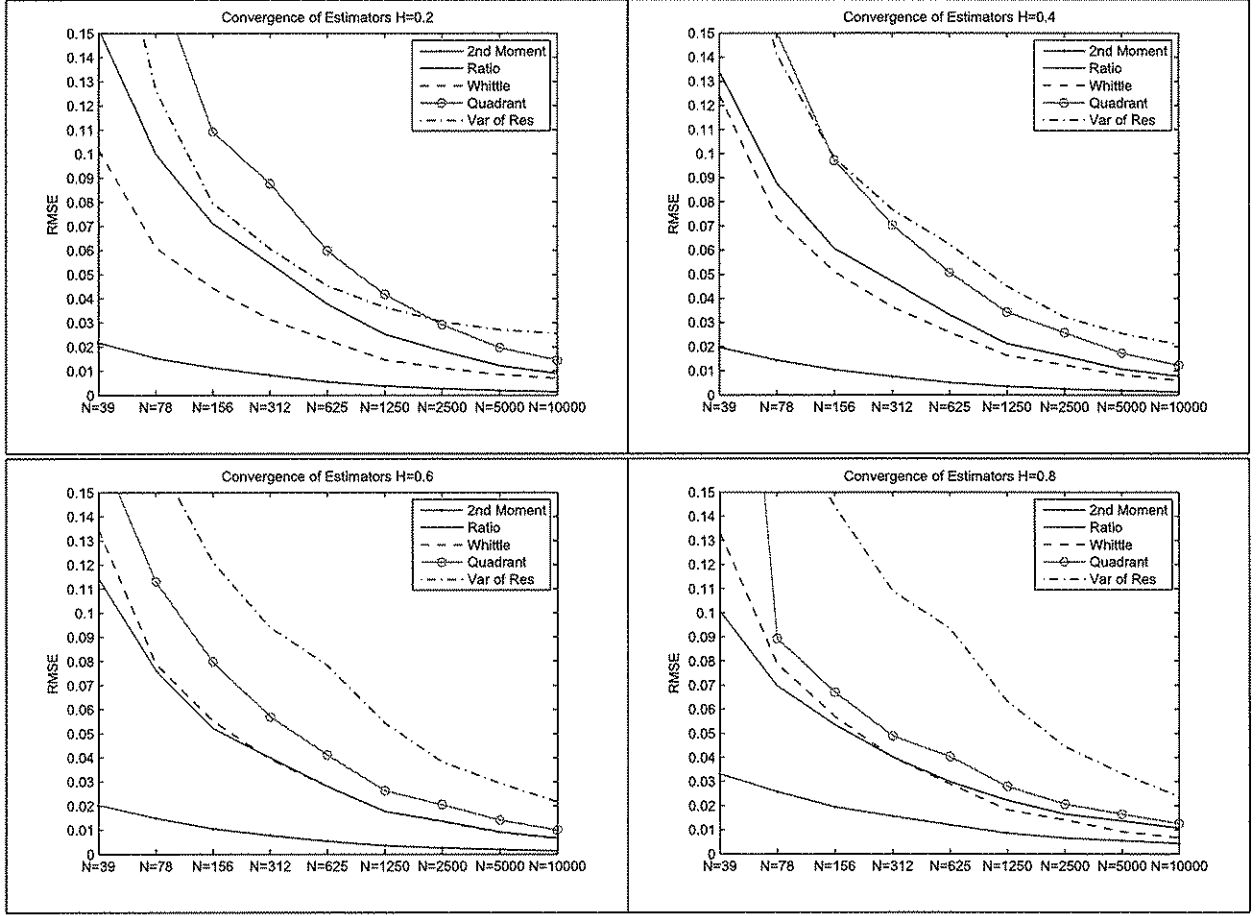 Convergence of Estimators H=0.2
0.15
0.14
0.13
0.12
0.11
0.1
0.09
0.08
0.07
0.06
0.05
0.04
0.03
0.02
0.01
0
RMSE
2nd Moment
Ratio
Whittle
Quadrant
Var of Res
N=39 N=78 N=156 N=312 N=625 N=1250 N=2500 N=5000 N=10000
Convergence of Estimators H=0.4
0.15
0.14
0.13
0.12
0.11
0.1
0.09
0.08
0.07
0.06
0.05
0.04
0.03
0.02
0.01
0
RMSE
2nd Moment
Ratio
Whittle
Quadrant
Var of Res
N=39 N=78 N=156 N=312 N=625 N=1250 N=2500 N=5000 N=10000
Convergence of Estimators H=0.6
0.15
0.14
0.13
0.12
0.11
0.1
0.09
0.08
0.07
0.06
0.05
0.04
0.03
0.02
0.01
0
RMSE
2nd Moment
Ratio
Whittle
Quadrant
Var of Res
N=39 N=78 N=156 N=312 N=625 N=1250 N=2500 N=5000 N=10000
Convergence of Estimators H=0.8
0.15
0.14
0.13
0.12
0.11
0.1
0.09
0.08
0.07
0.06
0.05
0.04
0.03
0.02
0.01
0
RMSE
2nd Moment
Ratio
Whittle
Quadrant
Var of Res
N=39 N=78 N=156 N=312 N=625 N=1250 N=2500 N=5000 N=10000